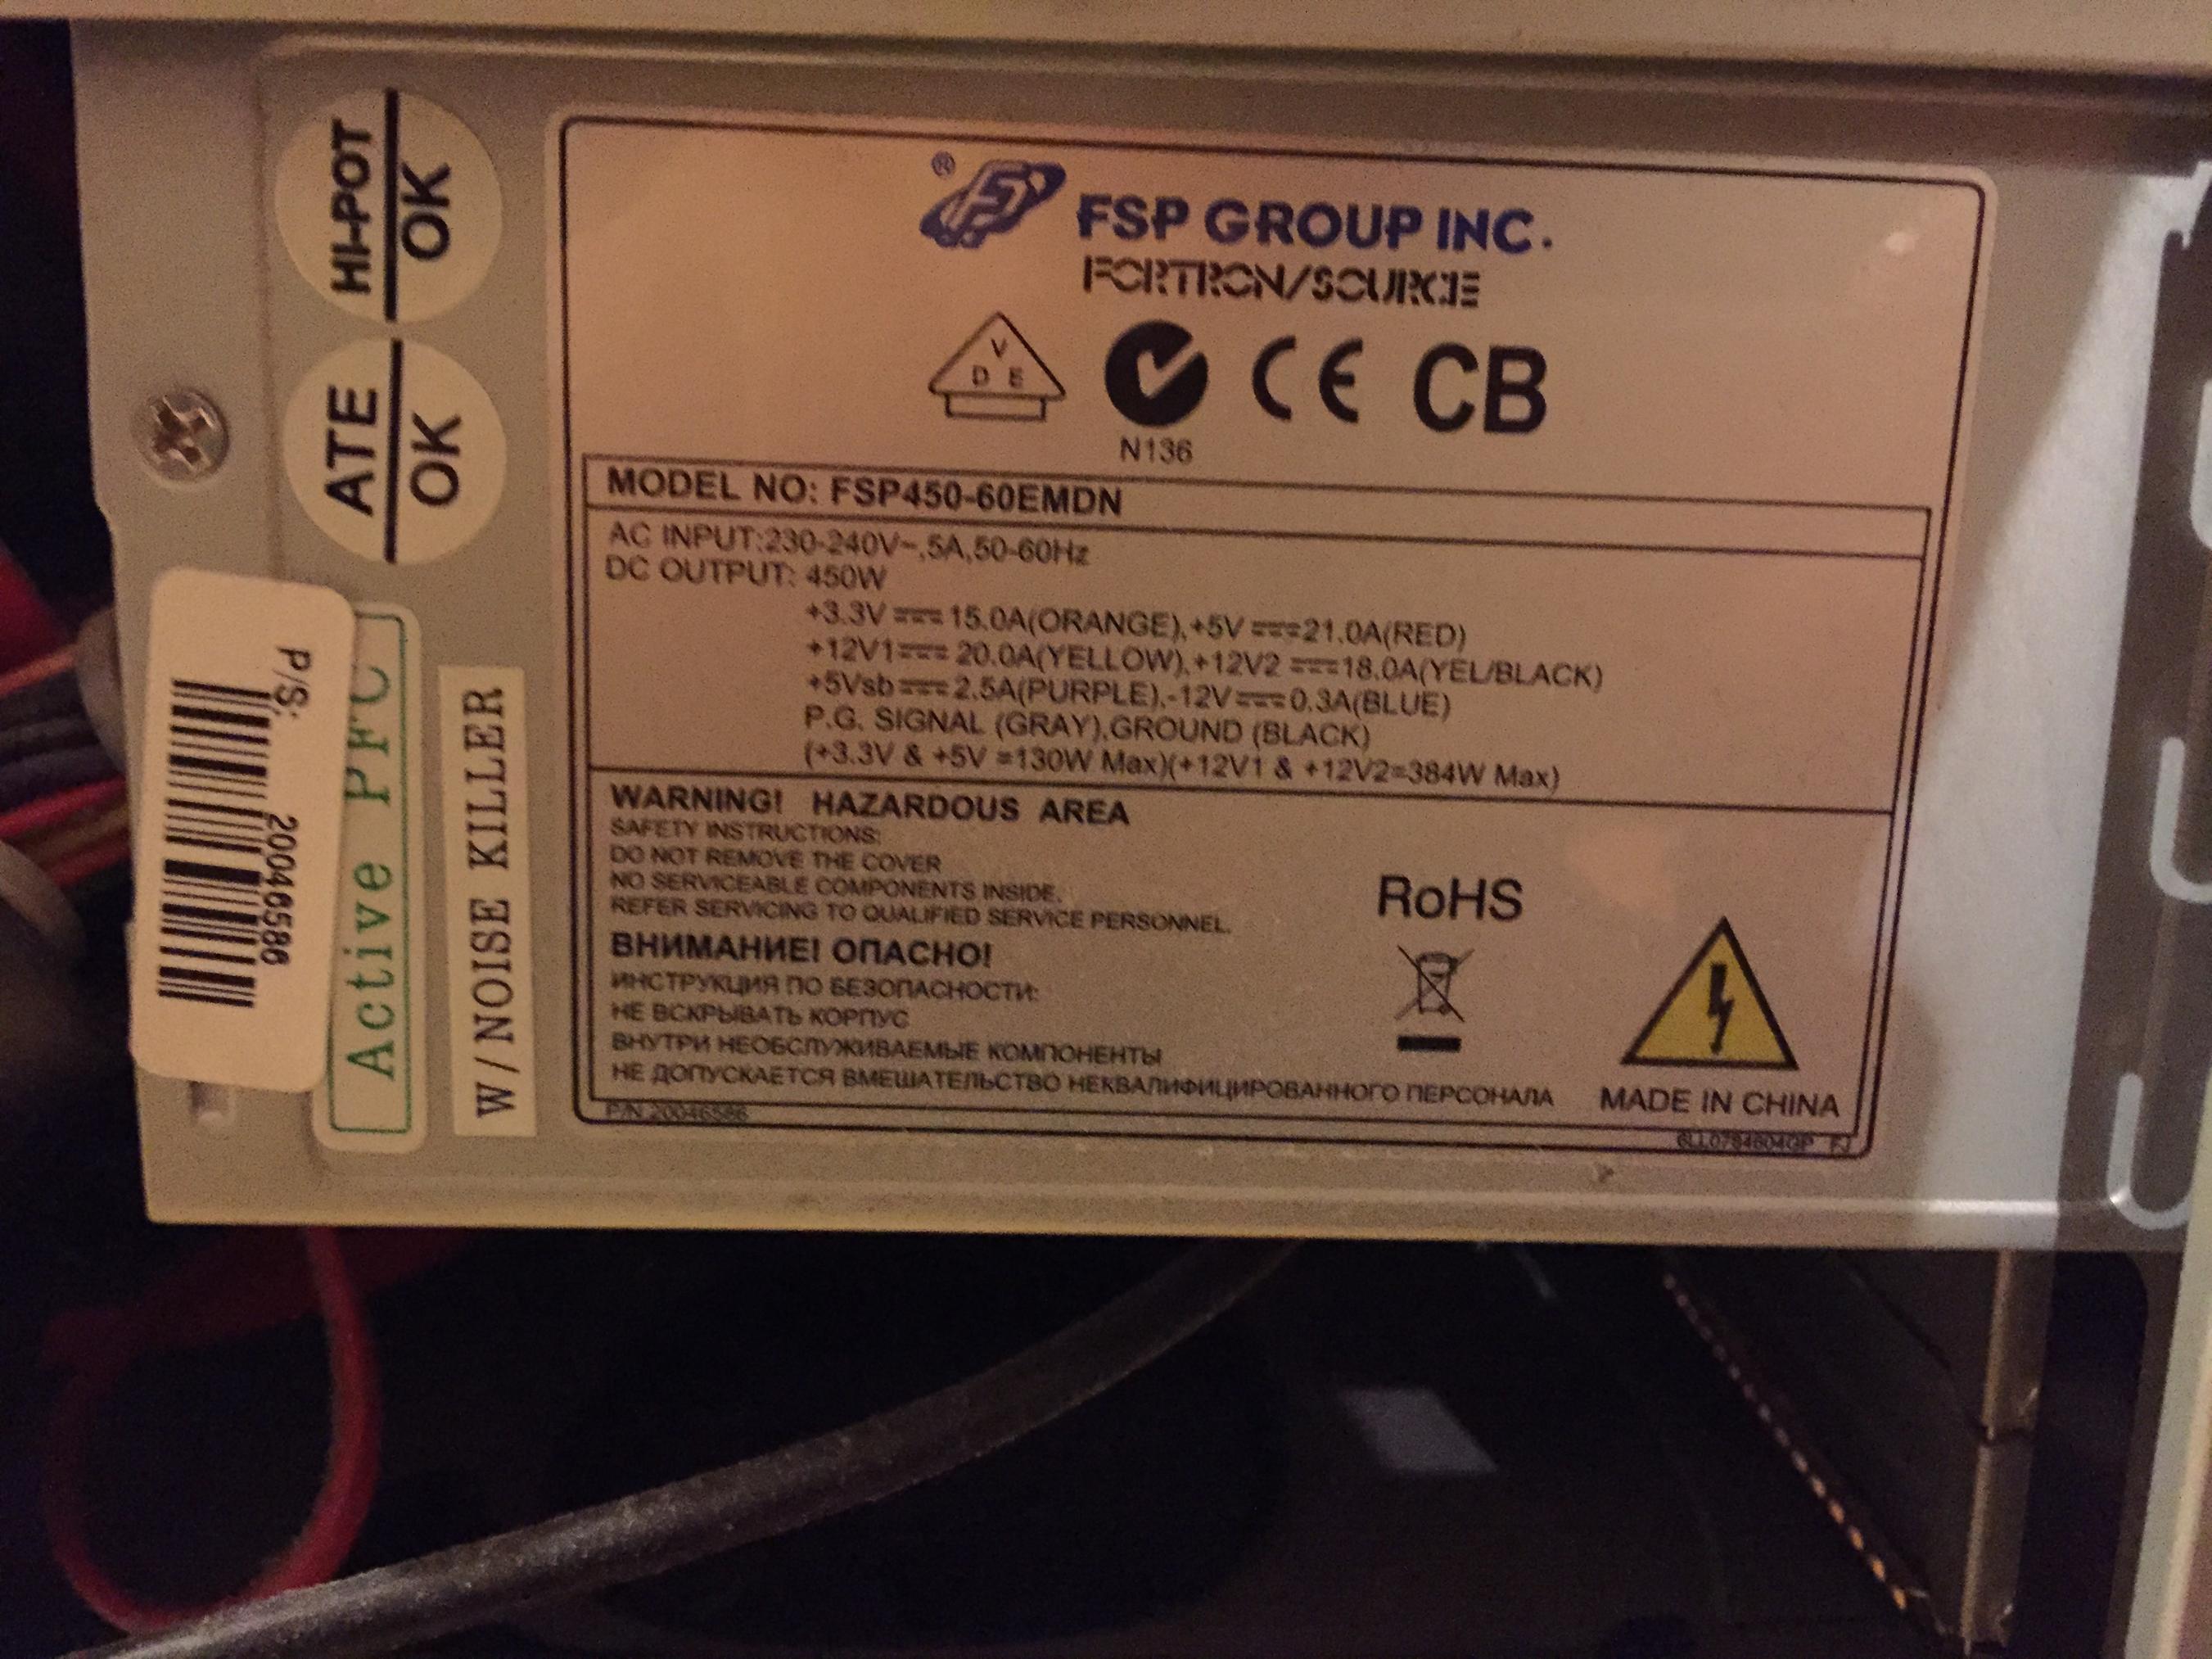 HI-POT
OK
ATE
OK
P/S:
20046586
Active PFC
W/NOISE KILLER
® FSP GROUP INC.
FORTRON/SOURCE
V
D E
CE CB
N136
MODEL NO: FSP450-60EMDN
AC INPUT:230-240V~,5A,50-60Hz
DC OUTPUT: 450W
+3.3V ⎓ 15.0A(ORANGE),+5V ⎓21.0A(RED)
+12V1⎓ 20.0A(YELLOW),+12V2 ⎓18.0A(YEL/BLACK)
+5Vsb⎓2.5A(PURPLE),-12V⎓0.3A(BLUE)
P.G. SIGNAL (GRAY),GROUND (BLACK)
(+3.3V & +5V =130W Max)(+12V1 & +12V2=384W Max)
WARNING! HAZARDOUS AREA
SAFETY INSTRUCTIONS:
DO NOT REMOVE THE COVER
NO SERVICEABLE COMPONENTS INSIDE.
REFER SERVICING TO QUALIFIED SERVICE PERSONNEL.
ВНИМАНИЕ! ОПАСНО!
ИНСТРУКЦИЯ ПО БЕЗОПАСНОСТИ:
НЕ ВСКРЫВАТЬ КОРПУС
ВНУТРИ НЕОБСЛУЖИВАЕМЫЕ КОМПОНЕНТЫ
НЕ ДОПУСКАЕТСЯ ВМЕШАТЕЛЬСТВО НЕКВАЛИФИЦИРОВАННОГО ПЕРСОНАЛА
RoHS
MADE IN CHINA
P/N 20046586